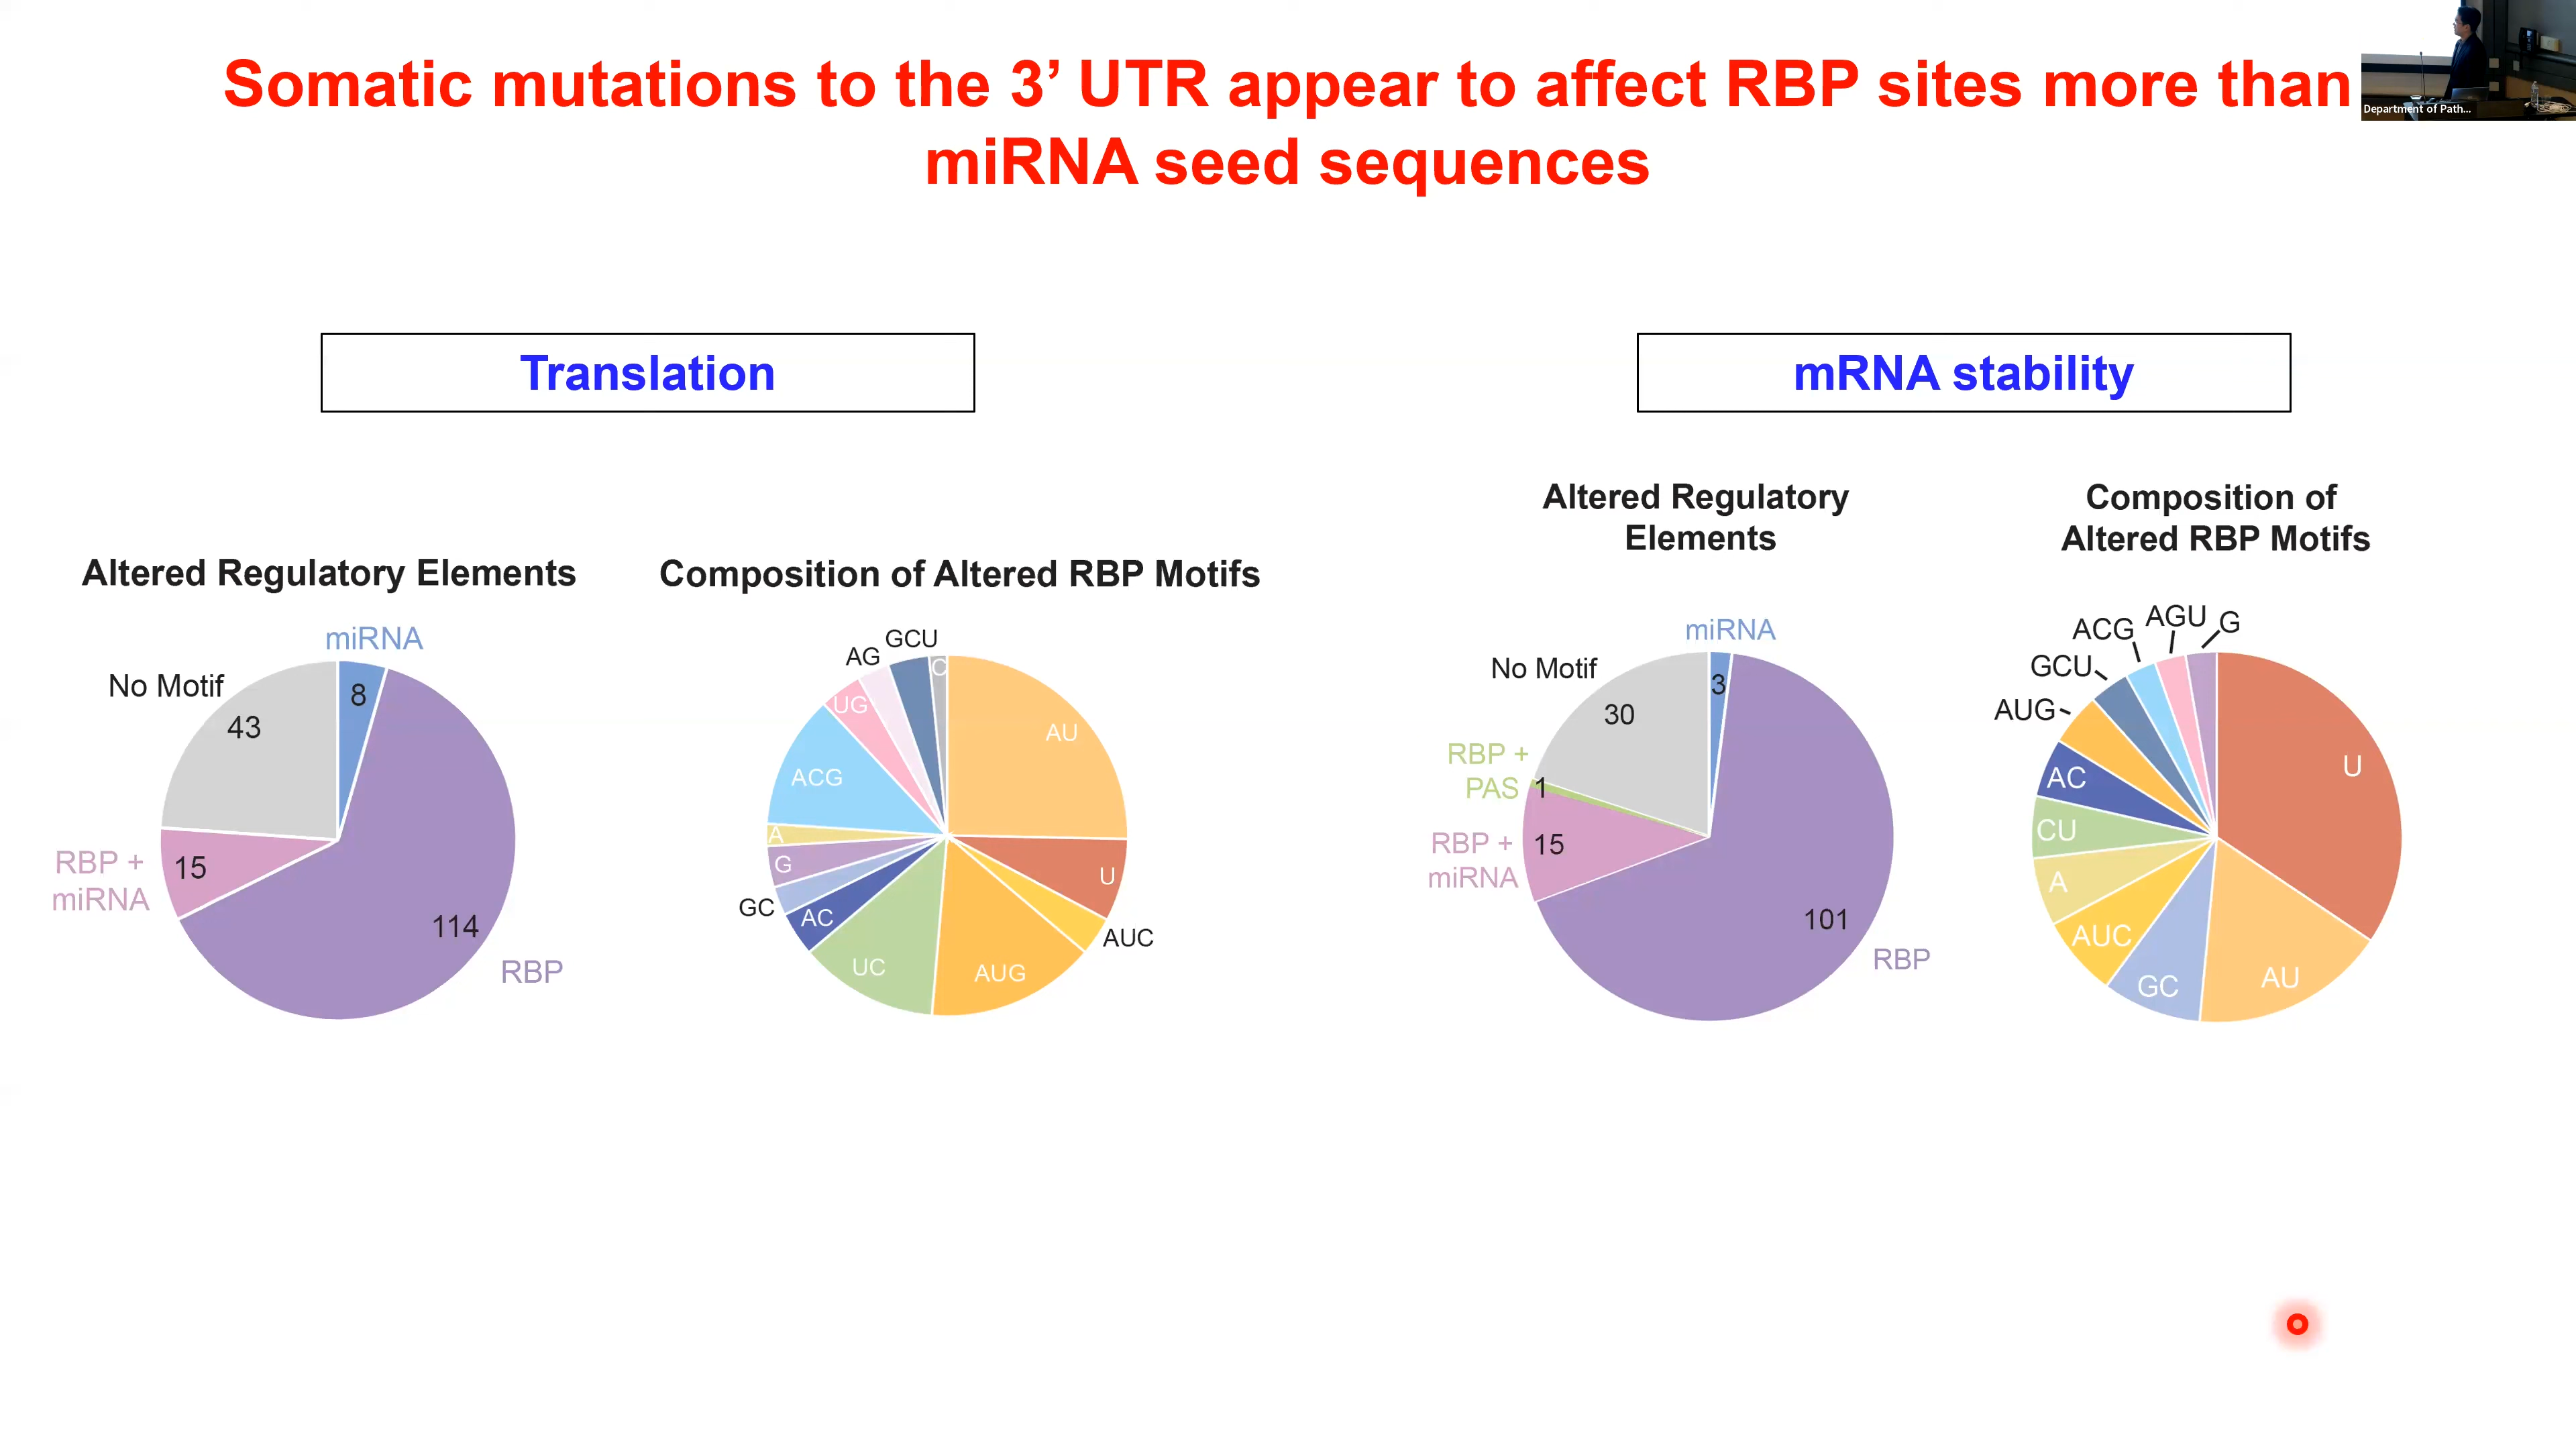 Somatic mutations to the 3’ UTR appear to affect RBP sites more than
miRNA seed sequences
Department of Path...
Translation
mRNA stability
Altered Regulatory Elements
miRNA
No Motif
8
43
RBP +
miRNA
15
114
RBP
Composition of Altered RBP Motifs
GCU
AG
C
UG
AU
ACG
A
G
U
GC
AC
AUC
UC
AUG
Altered Regulatory
Elements
miRNA
No Motif
3
30
RBP +
PAS
1
RBP +
miRNA
15
101
RBP
Composition of
Altered RBP Motifs
AGU
G
ACG
GCU
AUG
U
AC
CU
A
AUC
GC
AU